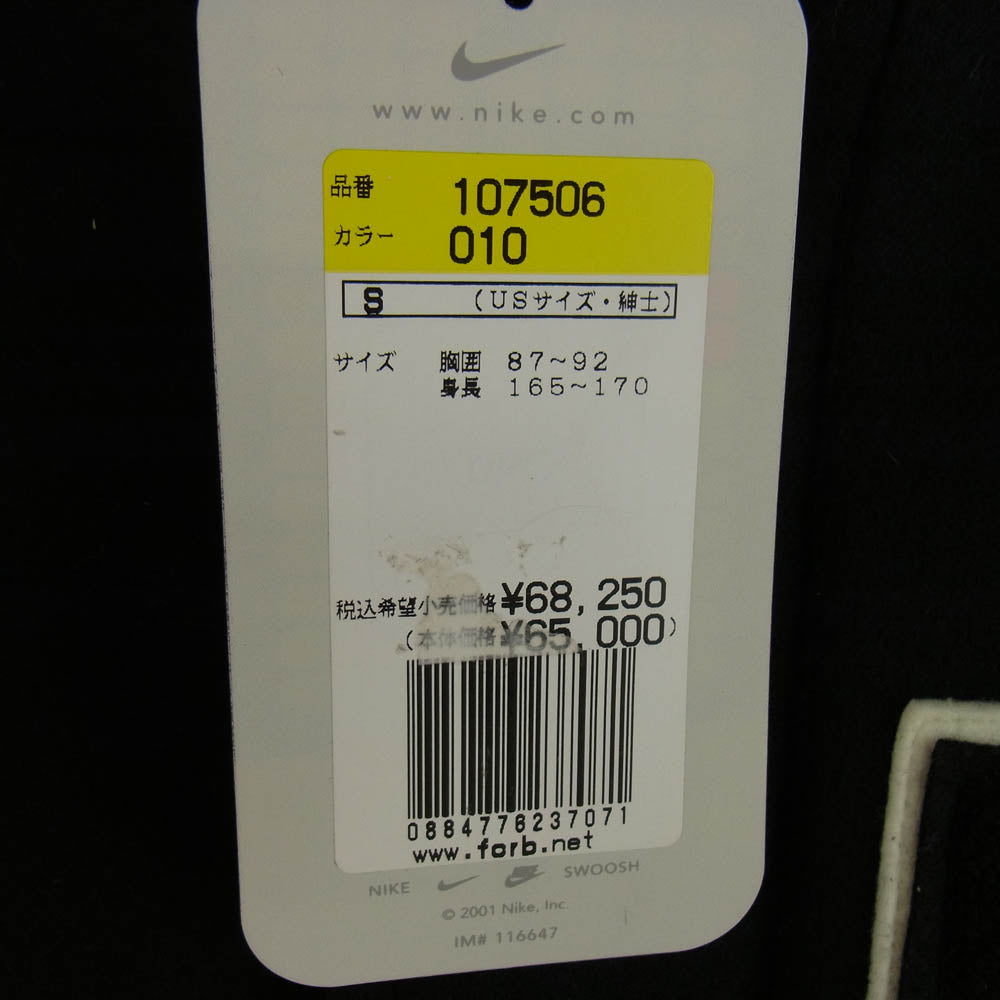 www.nike.com
品番 107506
カラー 010
S (USサイズ・紳士)
サイズ 胸囲 87~92
身長 165~170
税込希望小売価格 ¥68,250
(本体価格 ¥65,000)
0884776237071
www.forb.net
NIKE SWOOSH
© 2001 Nike, Inc.
IM# 116647